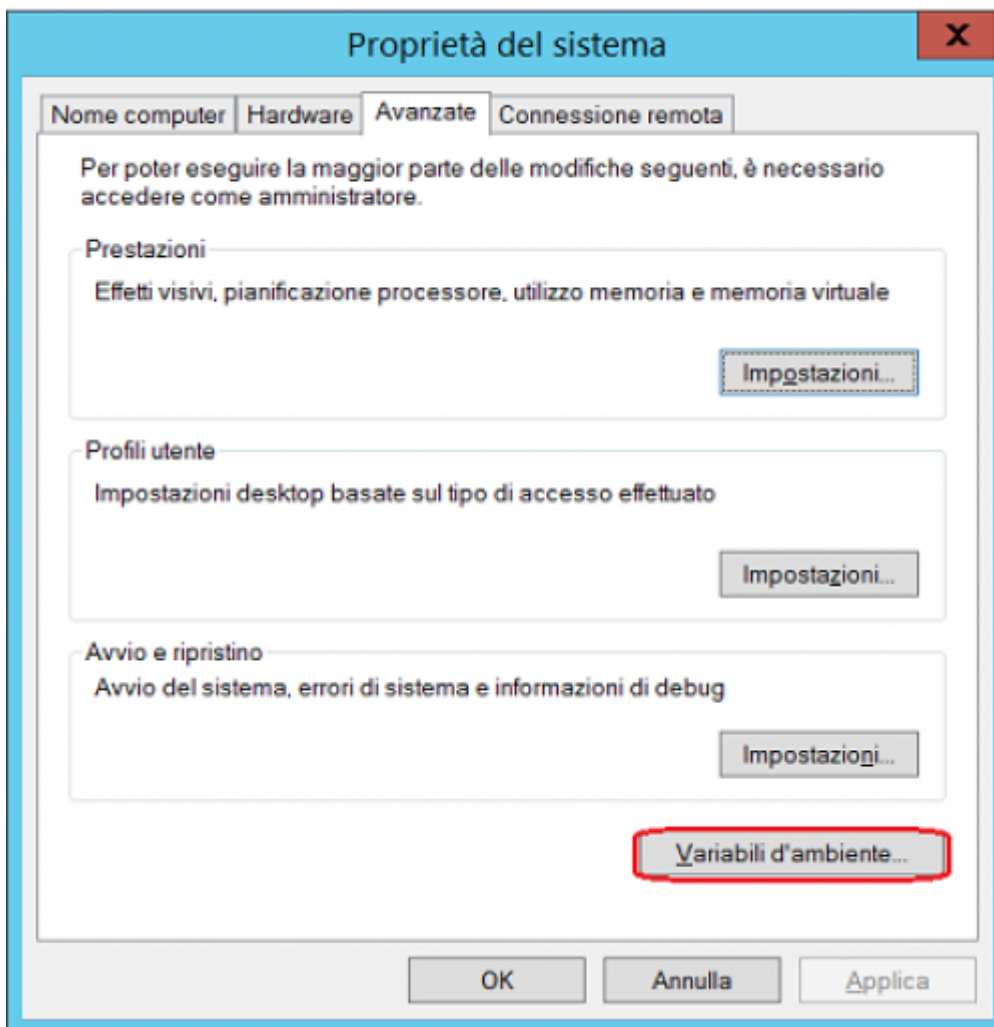 Proprietà del sistema
X
Nome computer Hardware Avanzate Connessione remota
Per poter eseguire la maggior parte delle modifiche seguenti, è necessario
accedere come amministratore.
Prestazioni
Effetti visivi, pianificazione processore, utilizzo memoria e memoria virtuale
Impostazioni...
Profili utente
Impostazioni desktop basate sul tipo di accesso effettuato
Impostazioni...
Avvio e ripristino
Avvio del sistema, errori di sistema e informazioni di debug
Impostazioni...
Variabili d'ambiente...
OK Annulla Applica